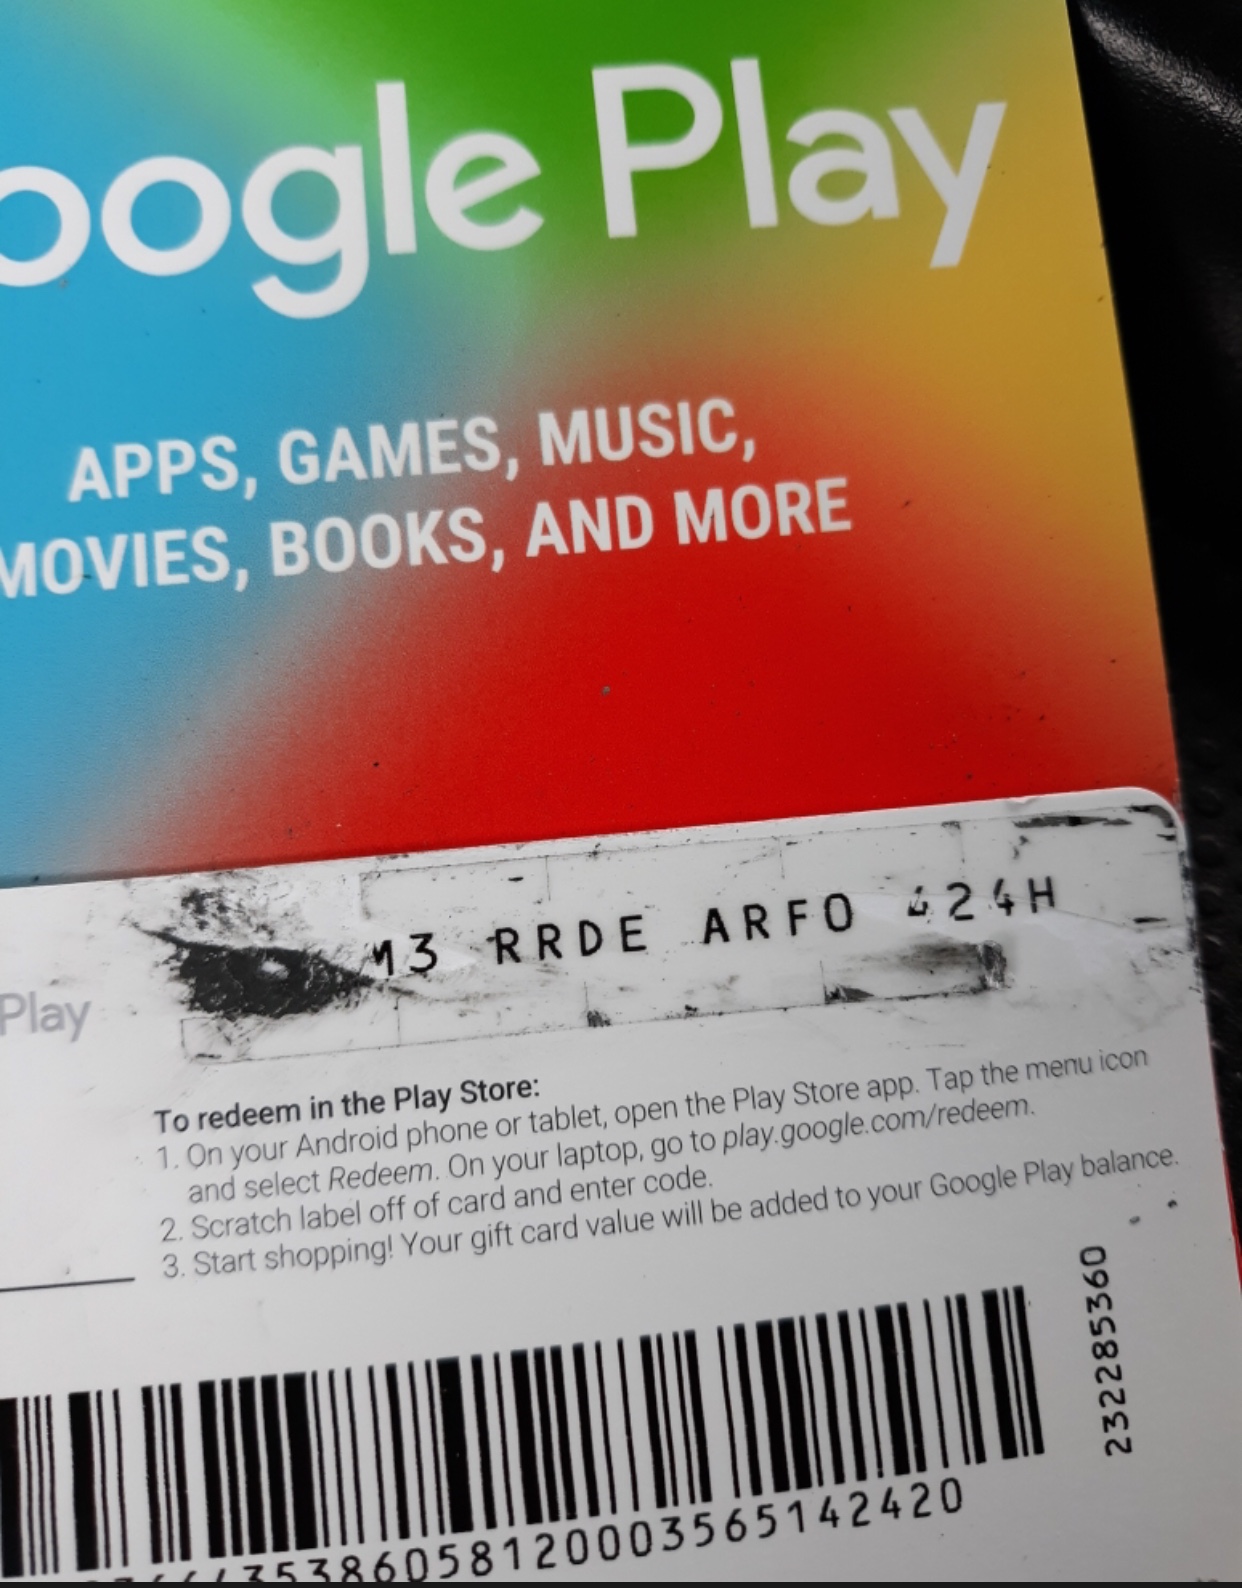 oogle Play
APPS, GAMES, MUSIC,
MOVIES, BOOKS, AND MORE
RRDE ARFO 424H
Play
To redeem in the Play Store:
1. On your Android phone or tablet, open the Play Store app. Tap the menu icon
and select Redeem. On your laptop, go to play.google.com/redeem.
2. Scratch label off of card and enter code.
3. Start shopping! Your gift card value will be added to your Google Play balance.
232285360